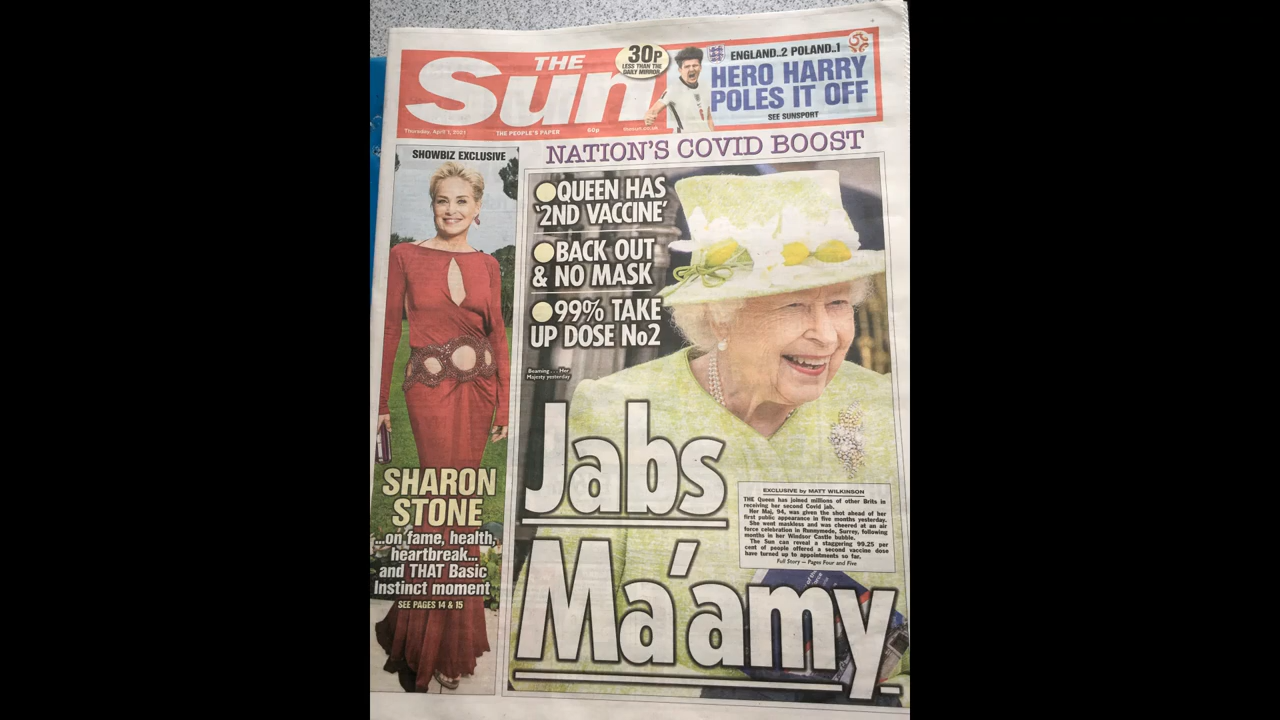 THE
Sun
30P
LESS THAN THE
DAILY MIRROR
ENGLAND..2 POLAND..1
HERO HARRY
POLES IT OFF
SEE SUNSPORT
Thursday, April 1, 2021
THE PEOPLE'S PAPER
60p
thesun.co.uk
SHOWBIZ EXCLUSIVE
SHARON
STONE
...on fame, health,
heartbreak...
and THAT Basic
Instinct moment
SEE PAGES 14 & 15
NATION'S COVID BOOST
QUEEN HAS
'2ND VACCINE'
BACK OUT
& NO MASK
99% TAKE
UP DOSE No2
Beaming . . . Her
Majesty yesterday
Jabs
Ma'amy
EXCLUSIVE by MATT WILKINSON
THE Queen has joined millions of other Brits in
receiving her second Covid jab.
Her Maj, 94, was given the shot ahead of her
first public appearance in five months yesterday.
She went maskless and was cheered at an air
force celebration in Runnymede, Surrey, following
months in her Windsor Castle bubble.
The Sun can reveal a staggering 99.25 per
cent of people offered a second vaccine dose
have turned up to appointments so far.
Full Story — Pages Four and Five